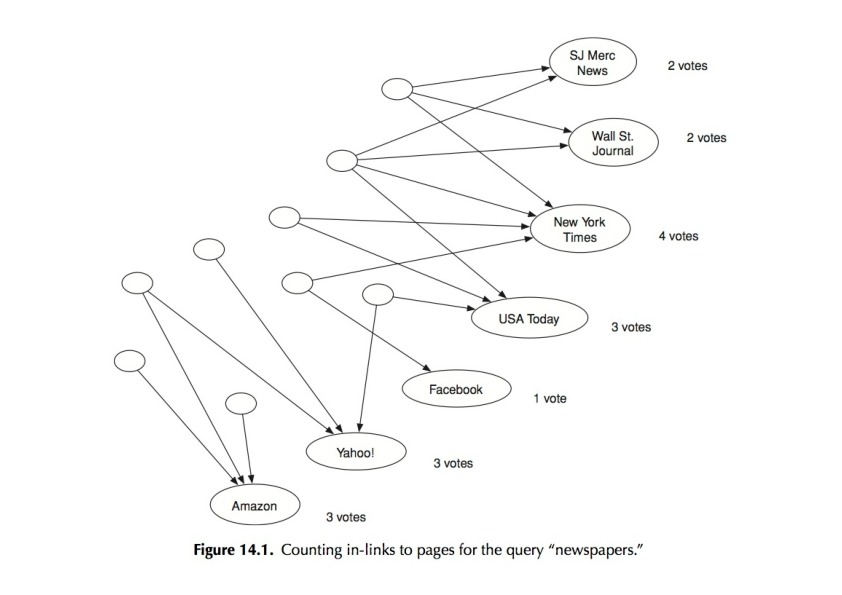 SJ Merc
News
2 votes
Wall St.
Journal
2 votes
New York
Times
4 votes
USA Today
3 votes
Facebook
1 vote
Yahoo!
3 votes
Amazon
3 votes
Figure 14.1. Counting in-links to pages for the query “newspapers.”